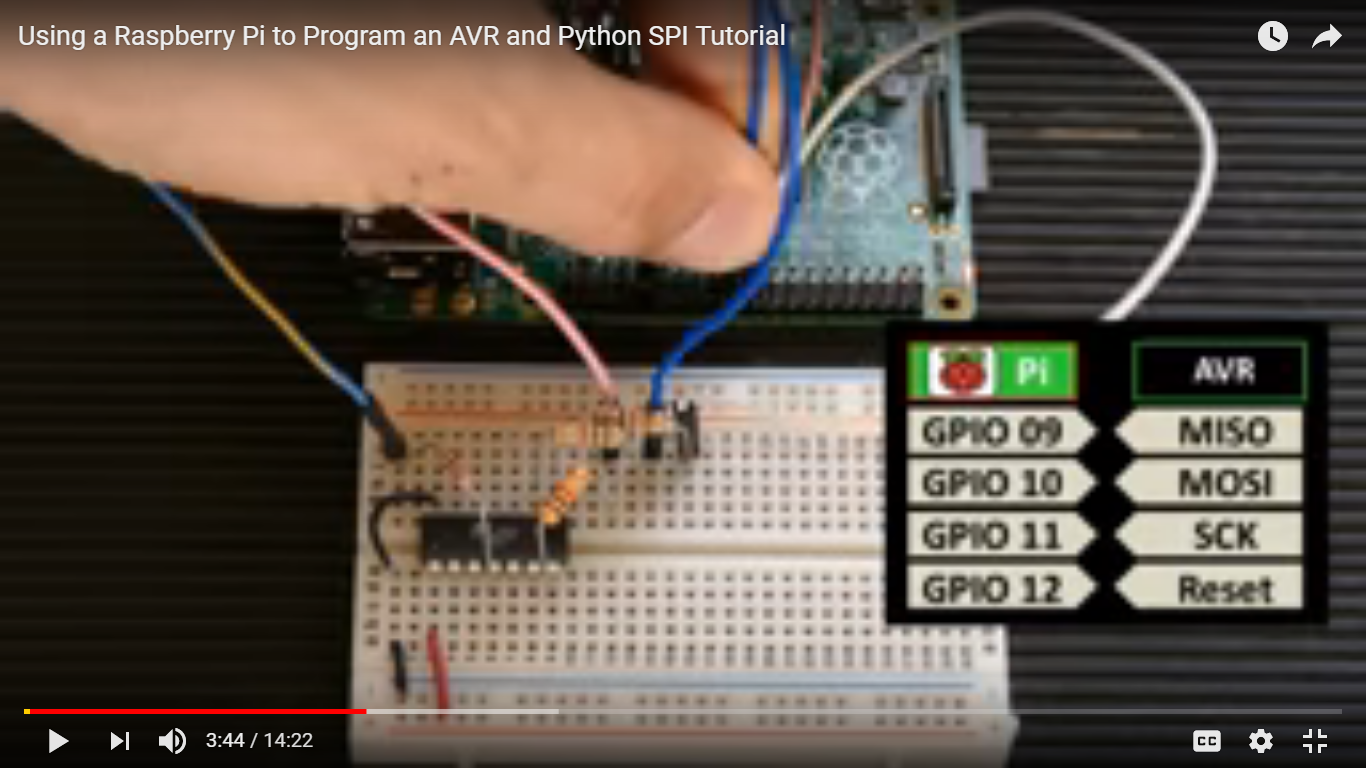 Using a Raspberry Pi to Program an AVR and Python SPI Tutorial
Pi AVR
GPIO 09 MISO
GPIO 10 MOSI
GPIO 11 SCK
GPIO 12 Reset
3:44 / 14:22
CC